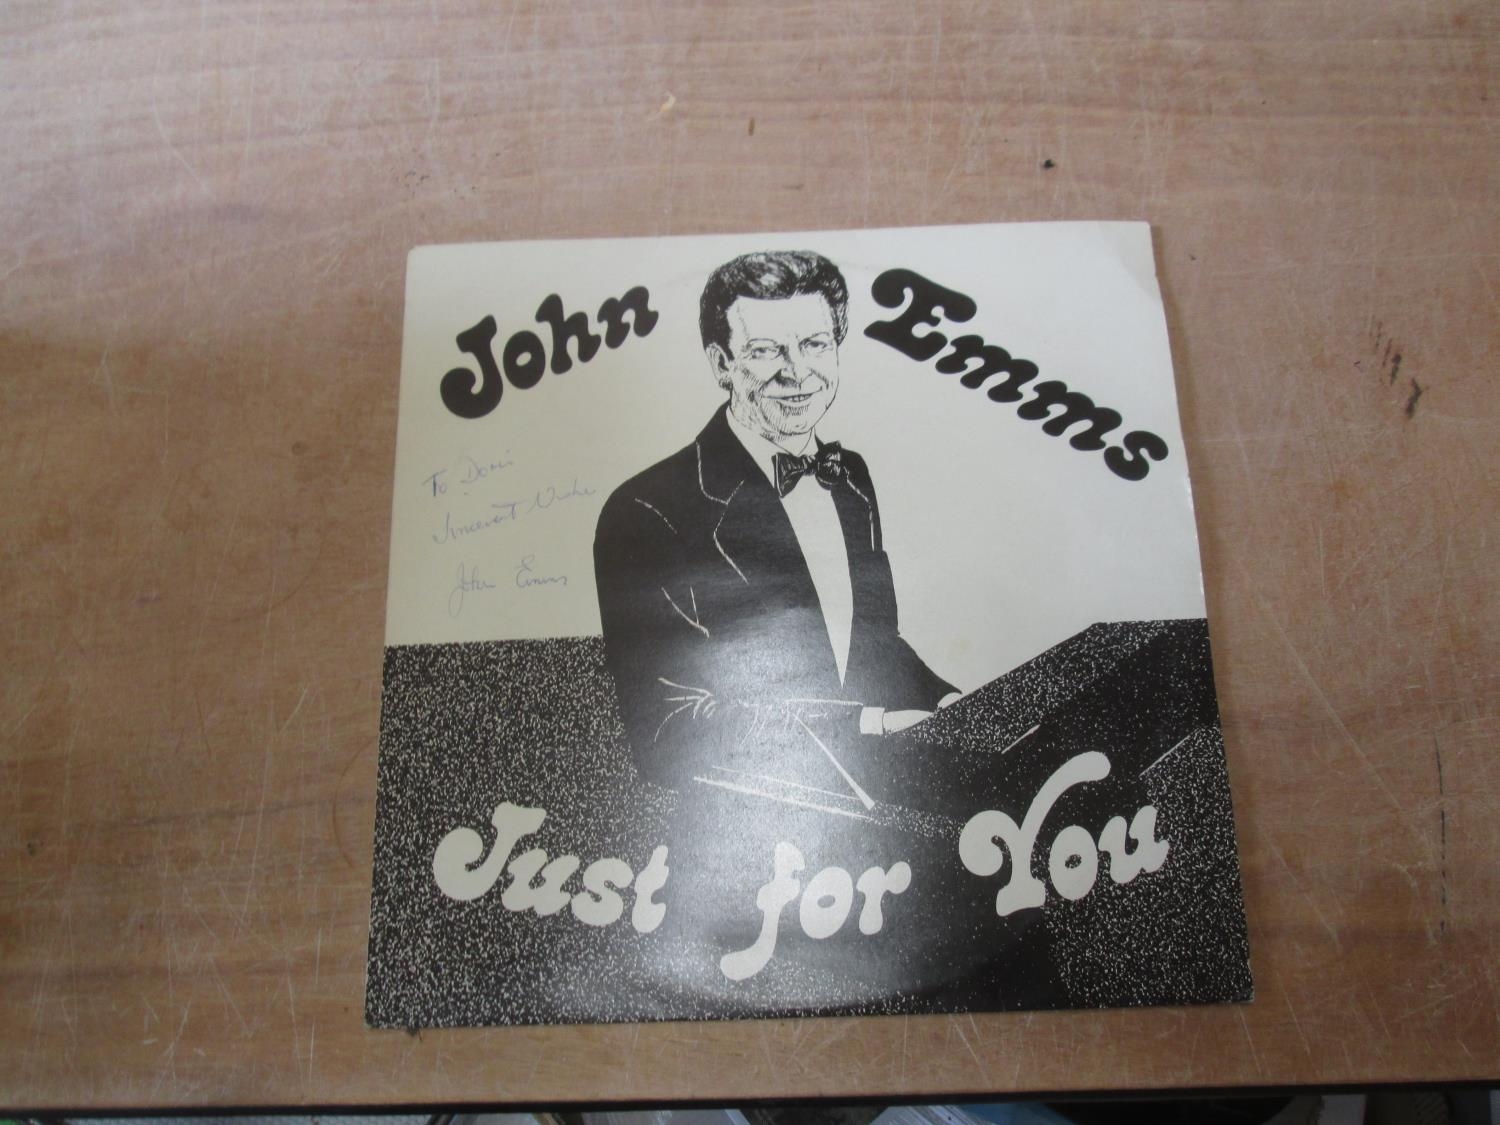 John Emms
To Doris
Sincerest Wishes
John Emms
Just for You